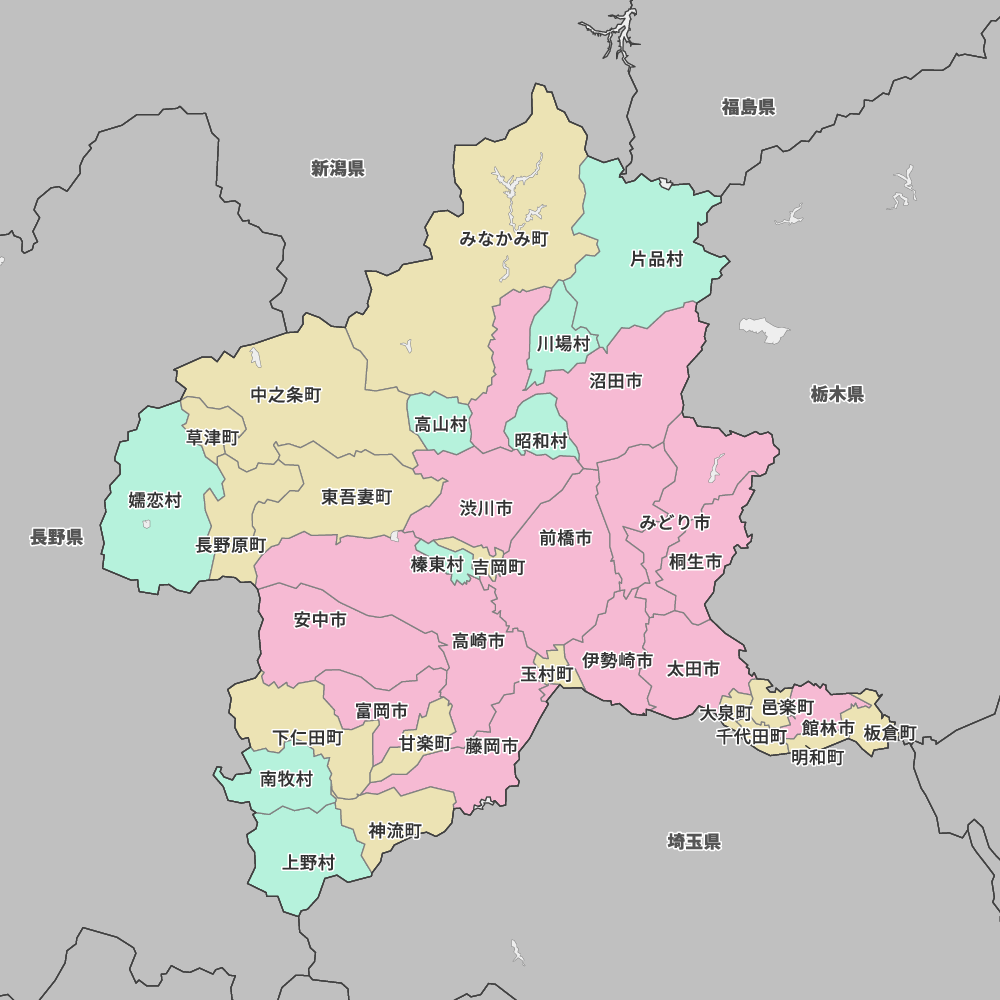 福島県
新潟県
みなかみ町
片品村
川場村
沼田市
栃木県
中之条町
高山村
草津町
昭和村
東吾妻町
嬬恋村
渋川市
みどり市
前橋市
長野県
長野原町
榛東村
吉岡町
桐生市
安中市
高崎市
伊勢崎市
太田市
玉村町
富岡市
大泉町
邑楽町
館林市
板倉町
下仁田町
甘楽町
藤岡市
千代田町
明和町
南牧村
神流町
埼玉県
上野村